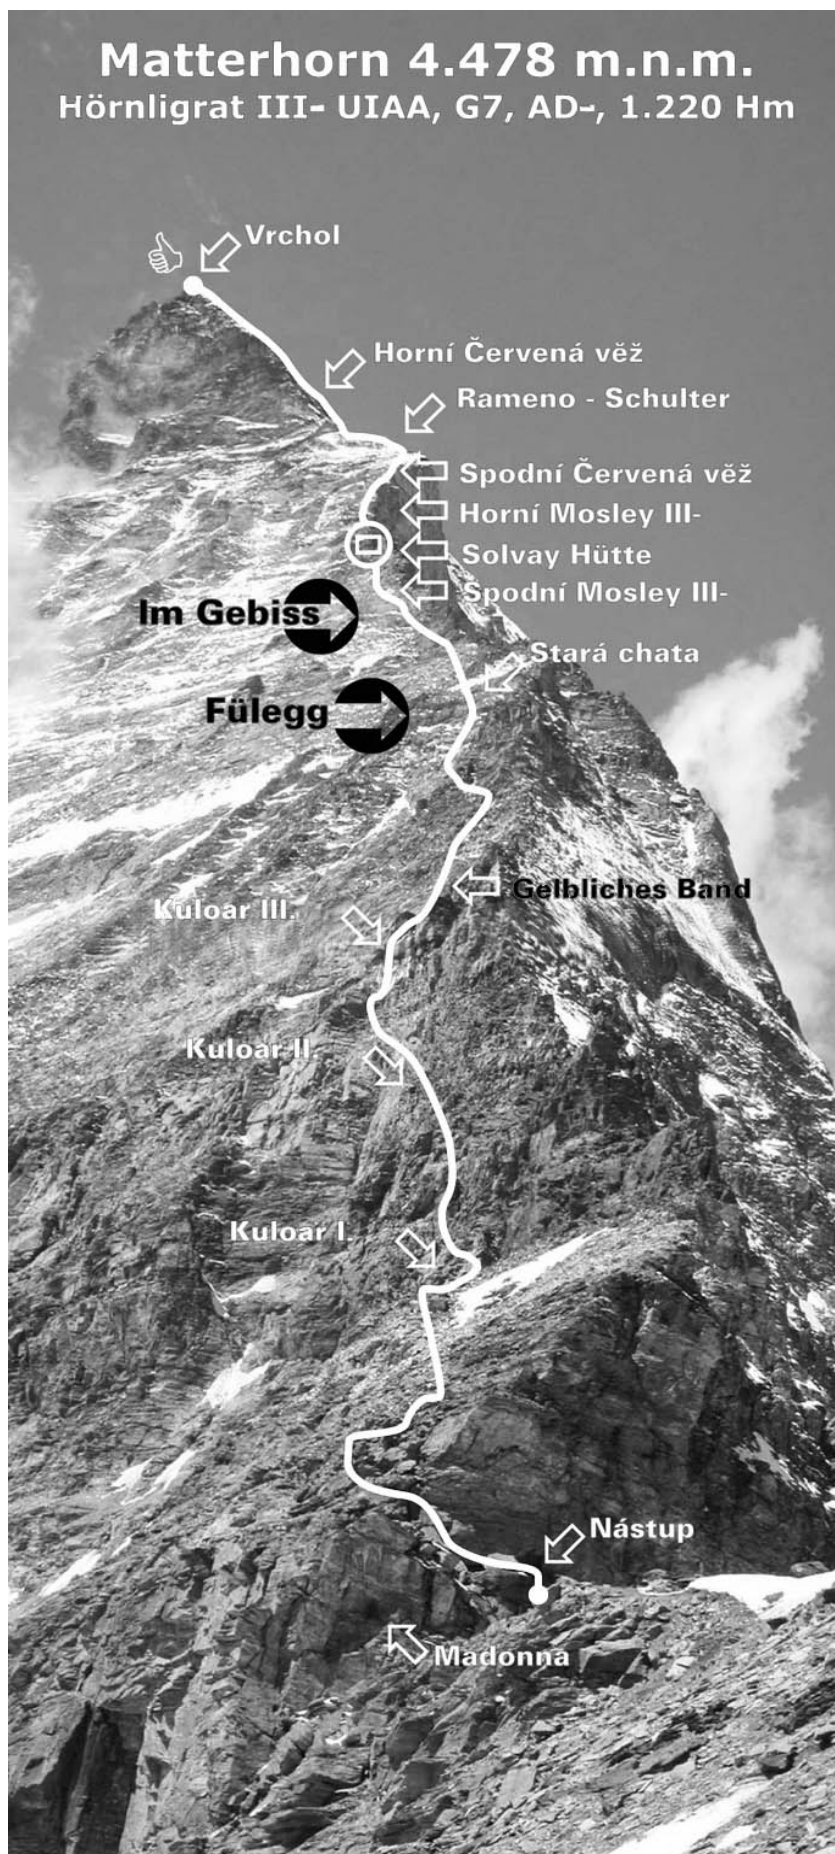 Matterhorn 4.478 m.n.m.
Hörnligrat III- UIAA, G7, AD-, 1.220 Hm
Vrchol
Horní Červená věž
Rameno - Schulter
Spodní Červená věž
Horní Mosley III-
Solvay Hütte
Spodní Mosley III-
Im Gebiss
Stará chata
Fülegg
Gelbliches Band
Kuloar III.
Kuloar II.
Kuloar I.
Nástup
Madonna